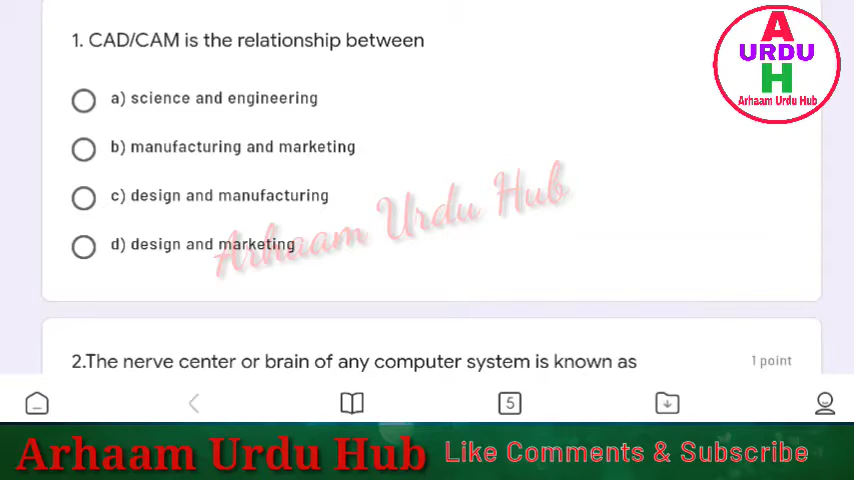 1. CAD/CAM is the relationship between
a) science and engineering
b) manufacturing and marketing
c) design and manufacturing
d) design and marketing
Arhaam Urdu Hub
A
URDU
H
Arhaam Urdu Hub
2.The nerve center or brain of any computer system is known as
1 point
5
Arhaam Urdu Hub
Like Comments & Subscribe